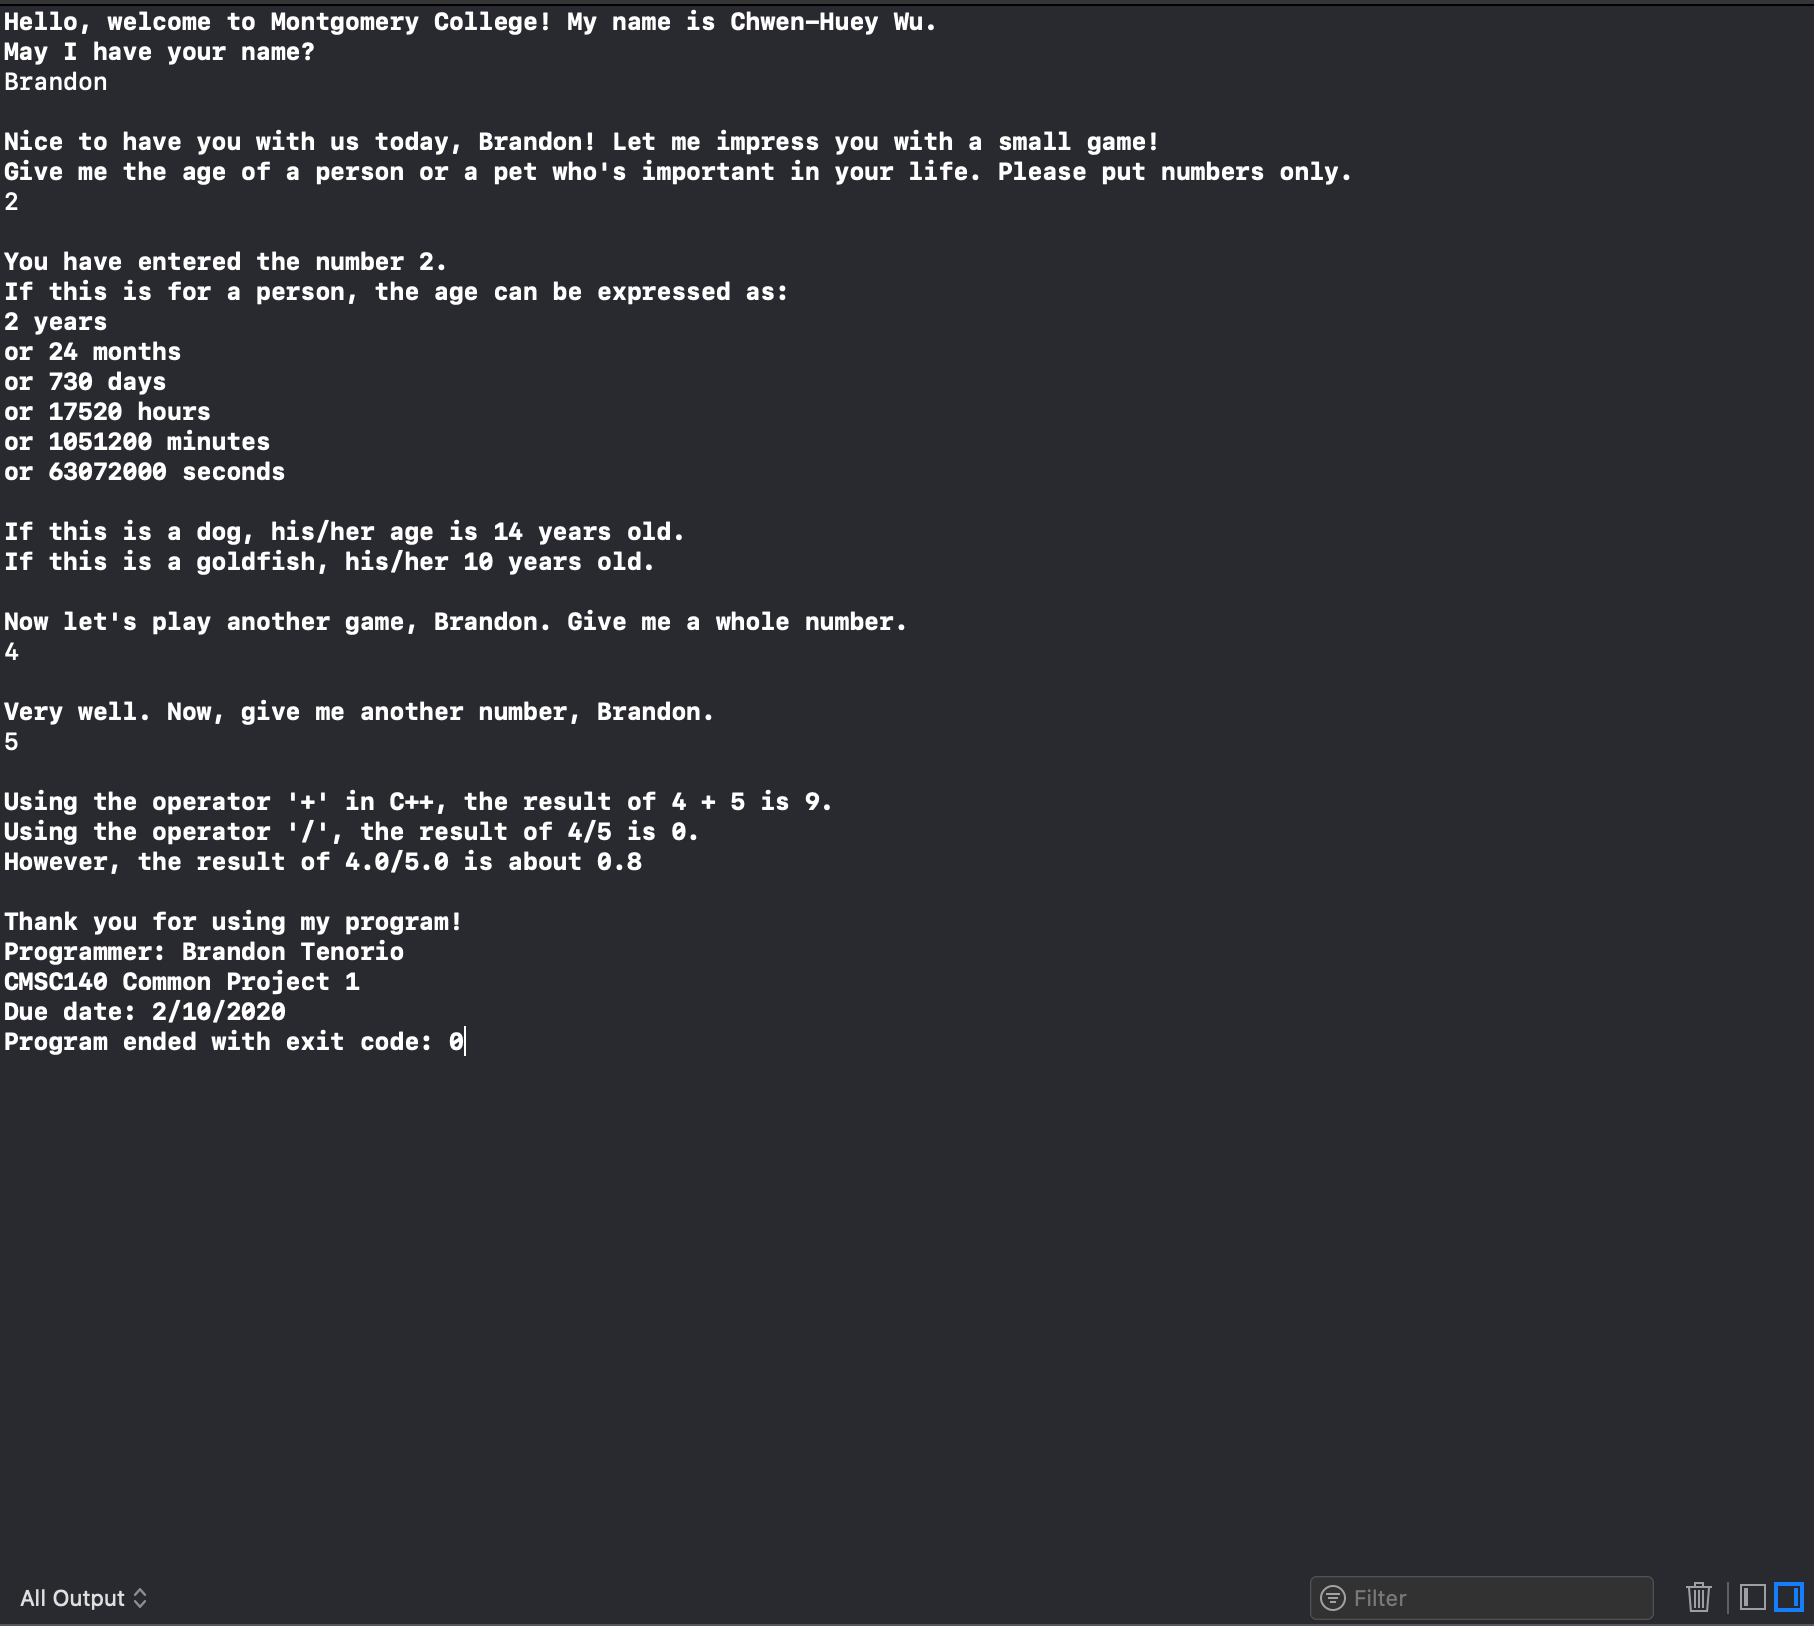 Hello, welcome to Montgomery College! My name is Chwen-Huey Wu.
May I have your name?
Brandon
Nice to have you with us today, Brandon! Let me impress you with a small game!
Give me the age of a person or a pet who's important in your life. Please put numbers only.
2
You have entered the number 2.
If this is for a person, the age can be expressed as:
2 years
or 24 months
or 730 days
or 17520 hours
or 1051200 minutes
or 63072000 seconds
If this is a dog, his/her age is 14 years old.
If this is a goldfish, his/her 10 years old.
Now let's play another game, Brandon. Give me a whole number.
4
Very well. Now, give me another number, Brandon.
5
Using the operator '+' in C++, the result of 4 + 5 is 9.
Using the operator '/', the result of 4/5 is 0.
However, the result of 4.0/5.0 is about 0.8
Thank you for using my program!
Programmer: Brandon Tenorio
CMSC140 Common Project 1
Due date: 2/10/2020
Program ended with exit code: 0
All Output
Filter